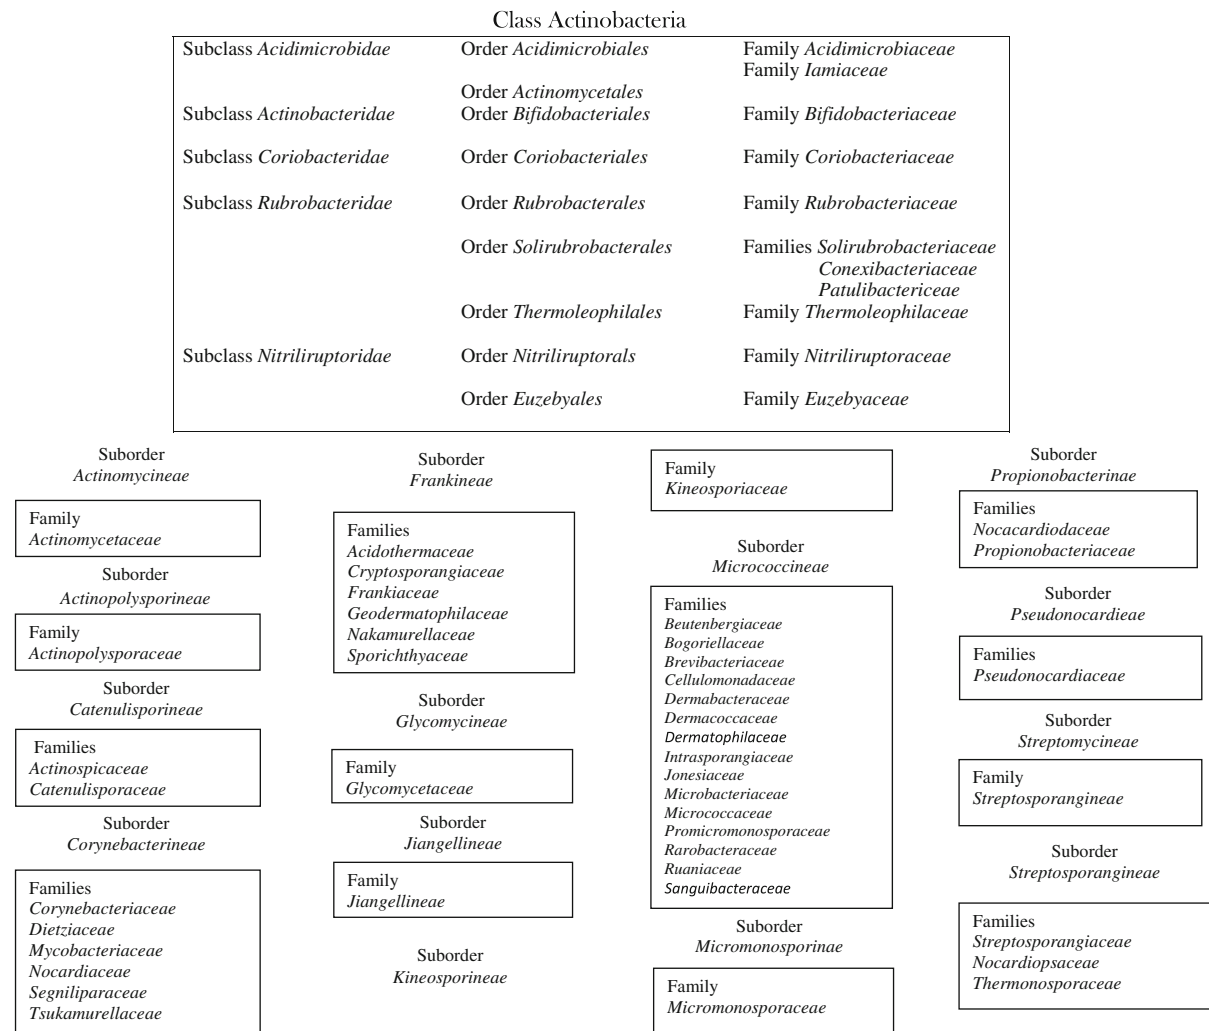 Class Actinobacteria
Subclass Acidimicrobidae Order Acidimicrobiales Family Acidimicrobiaceae
Family Iamiaceae
Order Actinomycetales
Subclass Actinobacteridae Order Bifidobacteriales Family Bifidobacteriaceae
Subclass Coriobacteridae Order Coriobacteriales Family Coriobacteriaceae
Subclass Rubrobacteridae Order Rubrobacterales Family Rubrobacteriaceae
Order Solirubrobacterales Families Solirubrobacteriaceae
Conexibacteriaceae
Patulibactericeae
Order Thermoleophilales Family Thermoleophilaceae
Subclass Nitriliruptoridae Order Nitriliruptorals Family Nitriliruptoraceae
Order Euzebyales Family Euzebyaceae
Suborder
Actinomycineae
Family
Actinomycetaceae
Suborder
Actinopolysporineae
Family
Actinopolysporaceae
Suborder
Catenulisporineae
Families
Actinospicaceae
Catenulisporaceae
Suborder
Corynebacterineae
Families
Corynebacteriaceae
Dietziaceae
Mycobacteriaceae
Nocardiaceae
Segniliparaceae
Tsukamurellaceae
Suborder
Frankineae
Families
Acidothermaceae
Cryptosporangiaceae
Frankiaceae
Geodermatophilaceae
Nakamurellaceae
Sporichthyaceae
Suborder
Glycomycineae
Family
Glycomycetaceae
Suborder
Jiangellineae
Family
Jiangellineae
Suborder
Kineosporineae
Family
Kineosporiaceae
Suborder
Micrococcineae
Families
Beutenbergiaceae
Bogoriellaceae
Brevibacteriaceae
Cellulomonadaceae
Dermabacteraceae
Dermacoccaceae
Dermatophilaceae
Intrasporangiaceae
Jonesiaceae
Microbacteriaceae
Micrococcaceae
Promicromonosporaceae
Rarobacteraceae
Ruaniaceae
Sanguibacteraceae
Suborder
Micromonosporinae
Family
Micromonosporaceae
Suborder
Propionobacterinae
Families
Nocacardiodaceae
Propionobacteriaceae
Suborder
Pseudonocardieae
Families
Pseudonocardiaceae
Suborder
Streptomycineae
Family
Streptosporangineae
Suborder
Streptosporangineae
Families
Streptosporangiaceae
Nocardiopsaceae
Thermonosporaceae